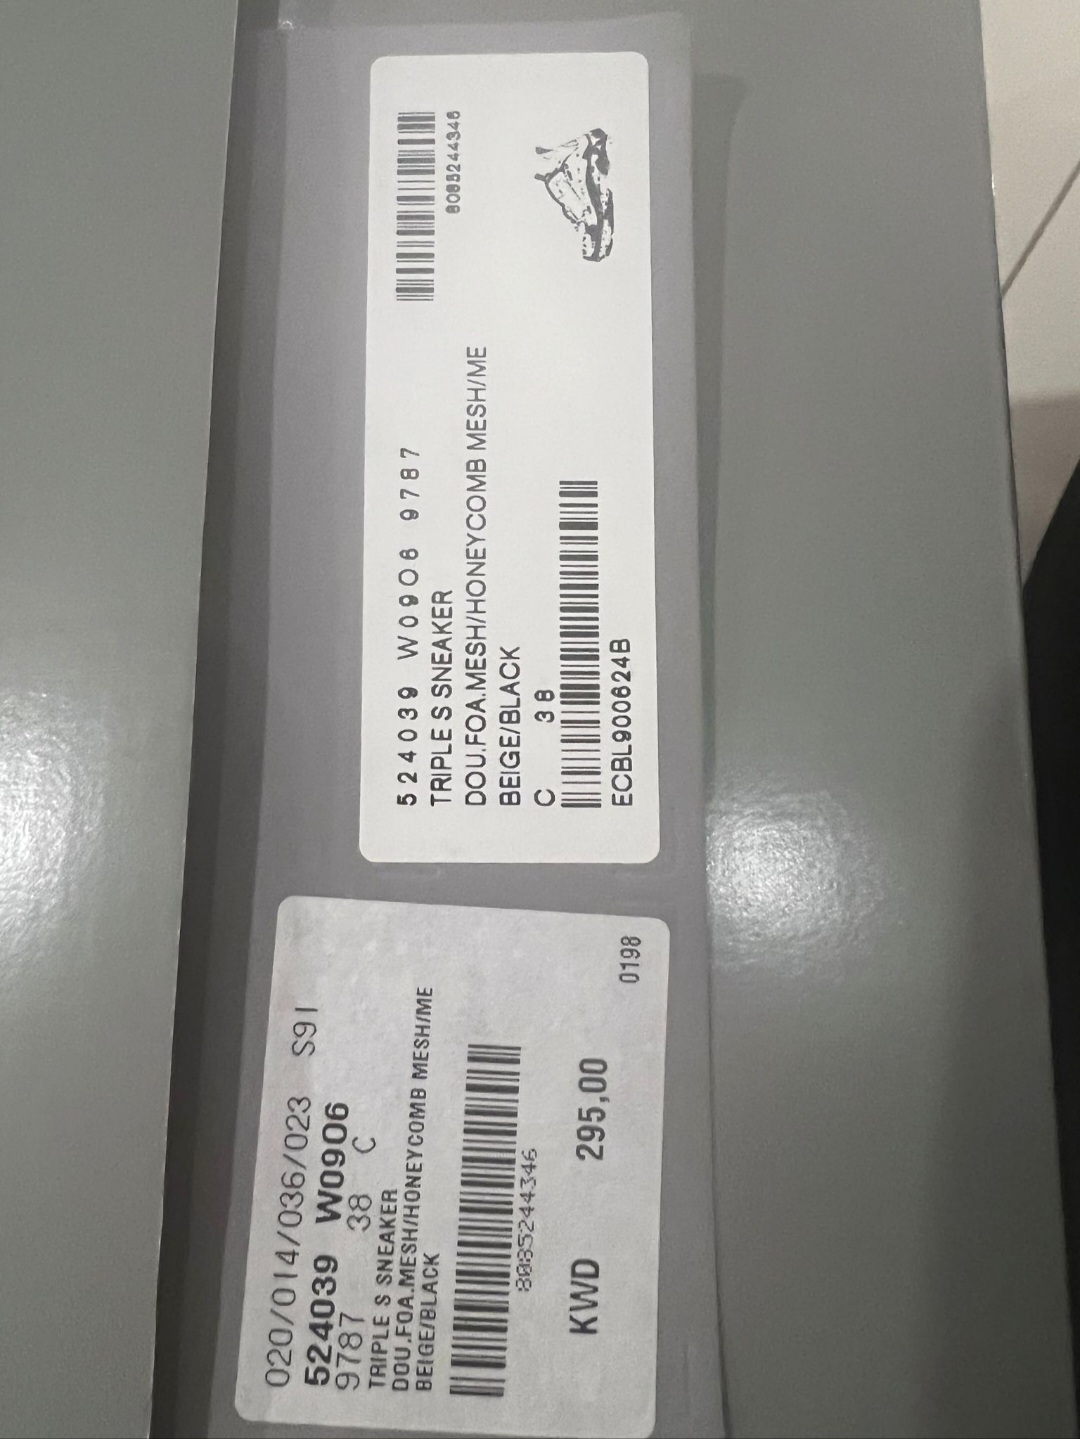 524039 W09O6 9787
TRIPLE S SNEAKER
DOU.FOA.MESH/HONEYCOMB MESH/ME
BEIGE/BLACK
C 38
ECBL900624B
8085244346
020/014/036/023 S91
524039 W09O6
9787 38 C
TRIPLE S SNEAKER
DOU.FOA.MESH/HONEYCOMB MESH/ME
BEIGE/BLACK
8085244346
KWD 295,00
0198